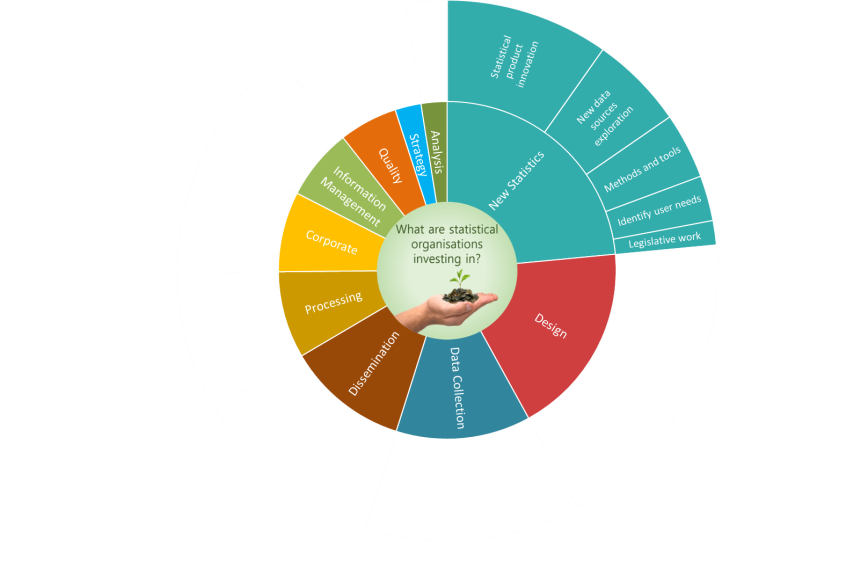 Statistical
product
innovation
New data
sources
exploration
Methods and tools
Identify user needs
Legislative work
New Statistics
Design
Data Collection
Dissemination
Processing
Corporate
Information
Management
Quality
Strategy
Analysis
What are statistical
organisations
investing in?